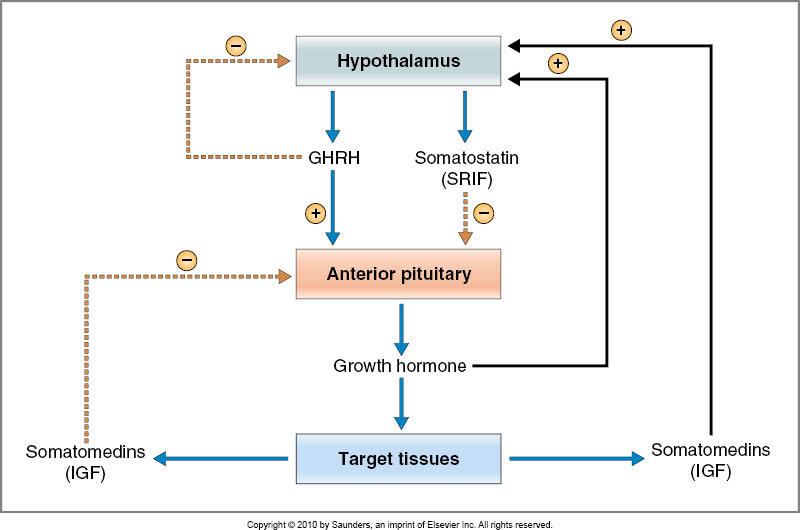 +
−
Hypothalamus
+
GHRH
Somatostatin
(SRIF)
+
−
−
Anterior pituitary
Growth hormone
Somatomedins
(IGF)
Target tissues
Somatomedins
(IGF)
Copyright © 2010 by Saunders, an imprint of Elsevier Inc. All rights reserved.